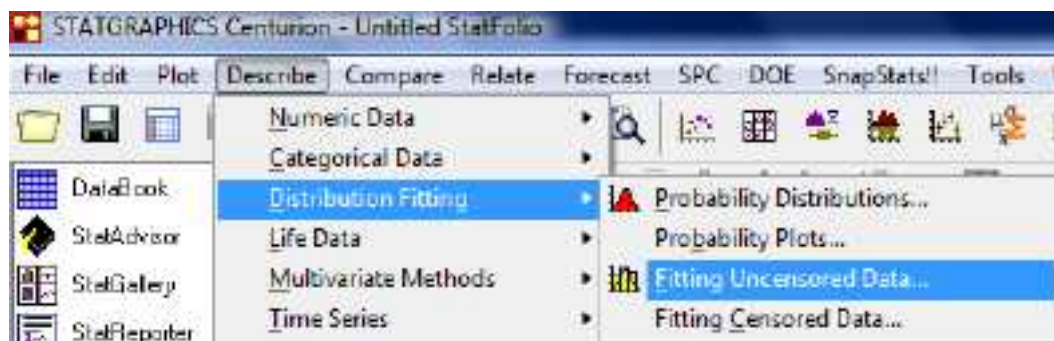 STATGRAPHICS Centurion - Untitled StatFolio
File Edit Plot Describe Compare Relate Forecast SPC DOE SnapStats!! Tools
Numeric Data
Categorical Data
DataBook
Distribution Fitting
Probability Distributions...
StatAdvisor
Life Data
Probability Plots...
StatGallery
Multivariate Methods
Fitting Uncensored Data...
StatReporter
Time Series
Fitting Censored Data...